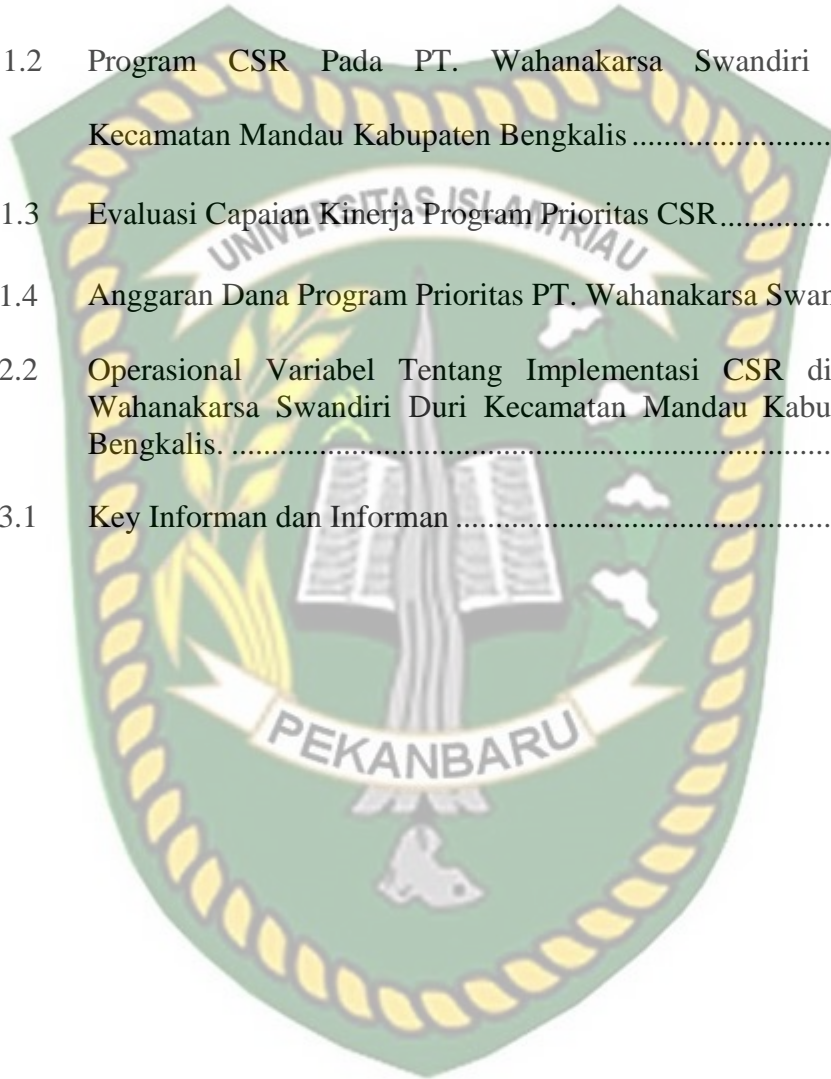 1.2 Program CSR Pada PT. Wahanakarsa Swandiri
Kecamatan Mandau Kabupaten Bengkalis ........................
1.3 Evaluasi Capaian Kinerja Program Prioritas CSR .............
1.4 Anggaran Dana Program Prioritas PT. Wahanakarsa
2.2 Operasional Variabel Tentang Implementasi CSR di
Wahanakarsa Swandiri Duri Kecamatan Mandau
Bengkalis. .....................................................................
3.1 Key Informan dan Informan ...........................................
UNIVERSITAS ISLAM RIAU
PEKANBARU